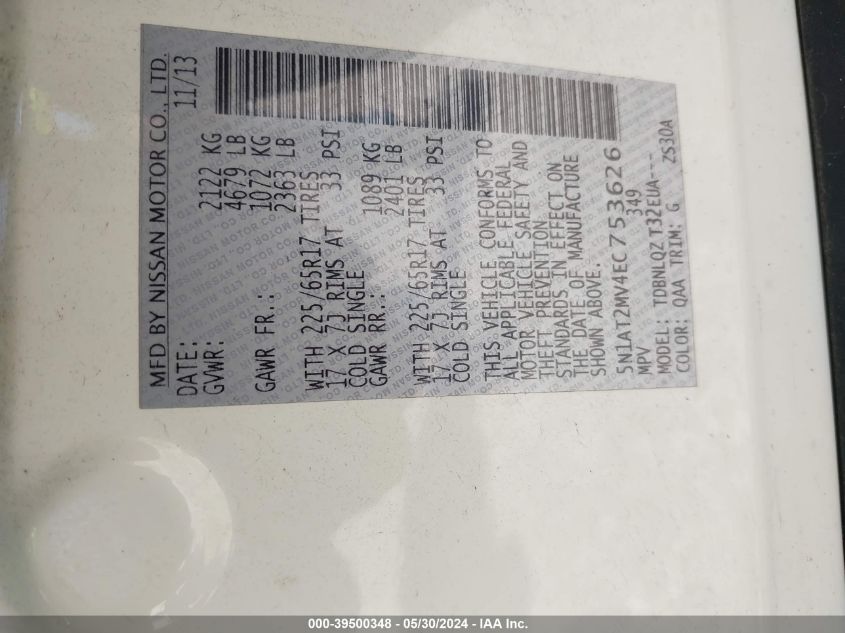 MFD BY NISSAN MOTOR CO., LTD.
DATE: 11/13
GVWR: 2122 KG
4679 LB
GAWR FR.: 1072 KG
2363 LB
WITH 225/65R17 TIRES
17 X 7J RIMS AT 33 PSI
COLD SINGLE
GAWR RR.: 1089 KG
2401 LB
WITH 225/65R17 TIRES
17 X 7J RIMS AT 33 PSI
COLD SINGLE
THIS VEHICLE CONFORMS TO
ALL APPLICABLE FEDERAL
MOTOR VEHICLE SAFETY AND
THEFT PREVENTION
STANDARDS IN EFFECT ON
THE DATE OF MANUFACTURE
SHOWN ABOVE.
5N1AT2MV4EC753626
MPV 349
MODEL: TDBNLQZ T32EUA---
COLOR: QAA TRIM: G ZS30A
000-39500348 - 05/30/2024 - IAA Inc.